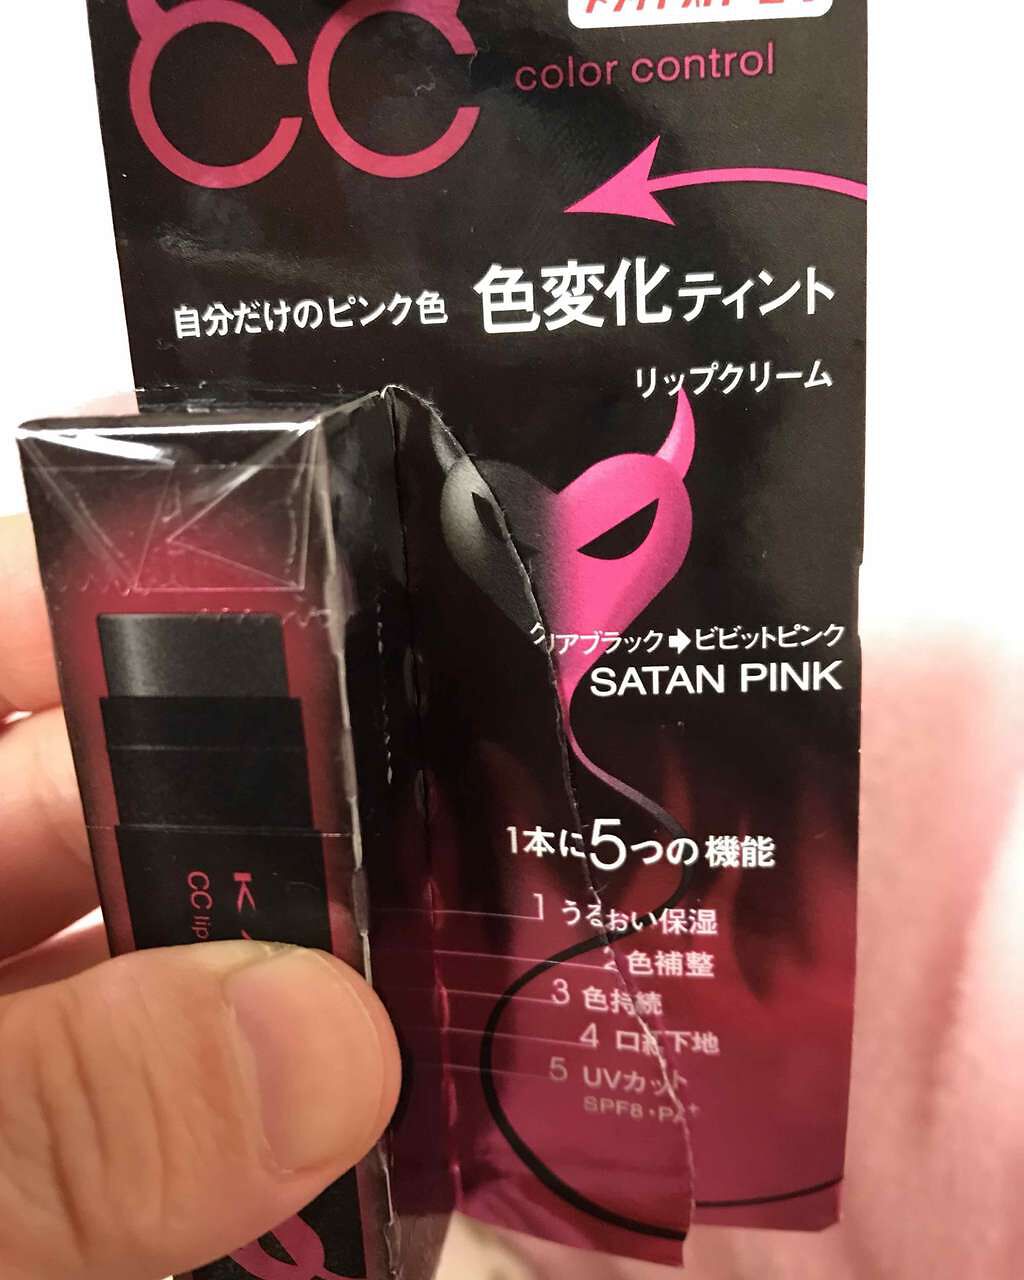 CC
color control
自分だけのピンク色 色変化ティント
リップクリーム
クリアブラック➡ビビットピンク
SATAN PINK
1本に5つの機能
1 うるおい保湿
2 色補整
3 色持続
4 口紅下地
5 UVカット
SPF8・PA+
CC lip